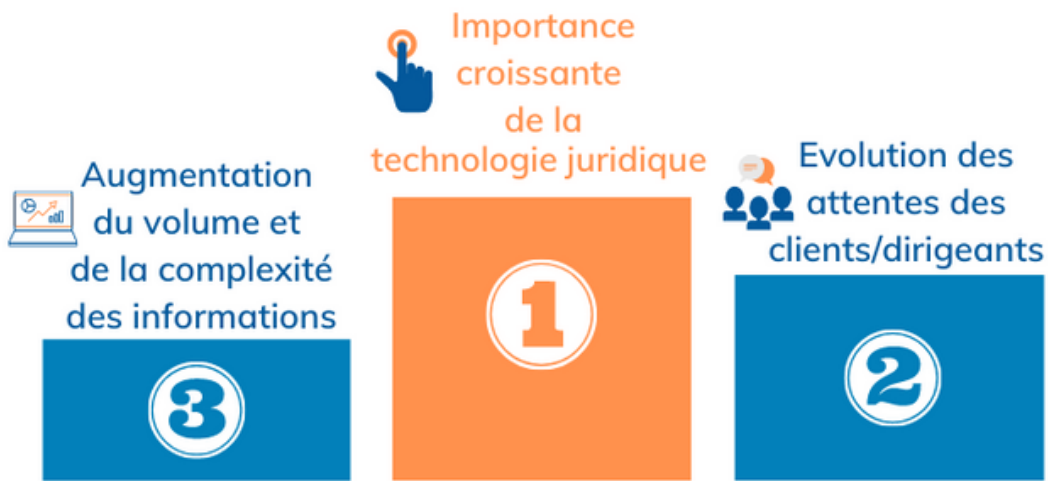 Importance
croissante
de la
technologie juridique
1
Evolution des
attentes des
clients/dirigeants
2
Augmentation
du volume et
de la complexité
des informations
3